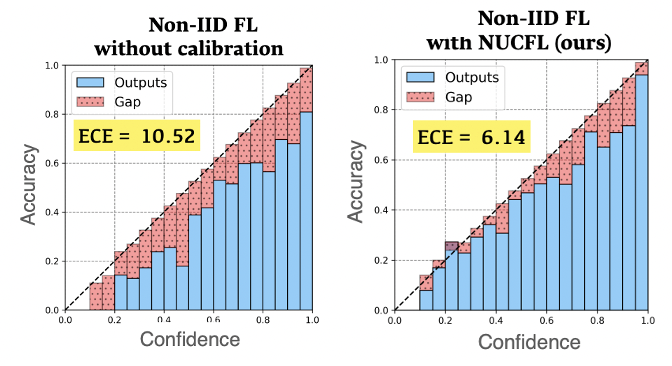 Non-IID FL
without calibration
1.0
0.8
0.6
0.4
0.2
0.0
Accuracy
Outputs
Gap
ECE = 10.52
0.0 0.2 0.4 0.6 0.8 1.0
Confidence
Non-IID FL
with NUCFL (ours)
1.0
0.8
0.6
0.4
0.2
0.0
Accuracy
Outputs
Gap
ECE = 6.14
0.0 0.2 0.4 0.6 0.8 1.0
Confidence